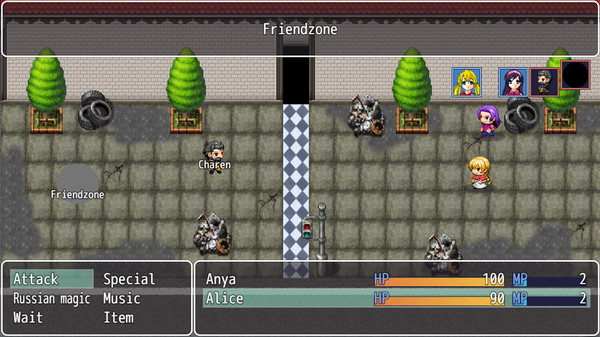 Friendzone
Charen
Friendzone
Attack Special
Russian magic Music
Wait Item
Anya HP 100 MP 2
Alice HP 90 MP 2